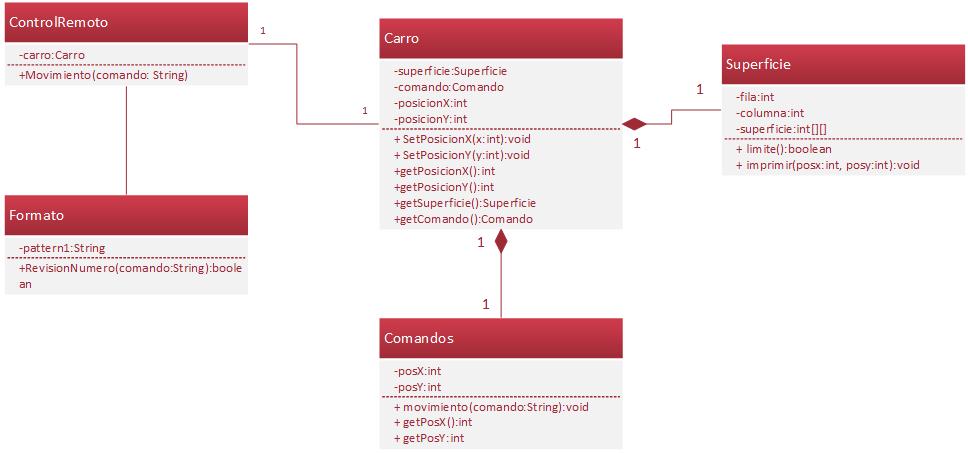 ControlRemoto
-carro:Carro
+Movimiento(comando: String)
1
1
Formato
-pattern1:String
+RevisionNumero(comando:String):boole
an
Carro
-superficie:Superficie
-comando:Comando
-posicionX:int
-posicionY:int
+ SetPosicionX(x:int):void
+ SetPosicionY(y:int):void
+getPosicionX():int
+getPosicionY():int
+getSuperficie():Superficie
+getComando():Comando
1
1
Superficie
-fila:int
-columna:int
-superficie:int[][]
+ limite():boolean
+ imprimir(posx:int, posy:int):void
1
1
Comandos
-posX:int
-posY:int
+ movimiento(comando:String):void
+ getPosX():int
+ getPosY:int